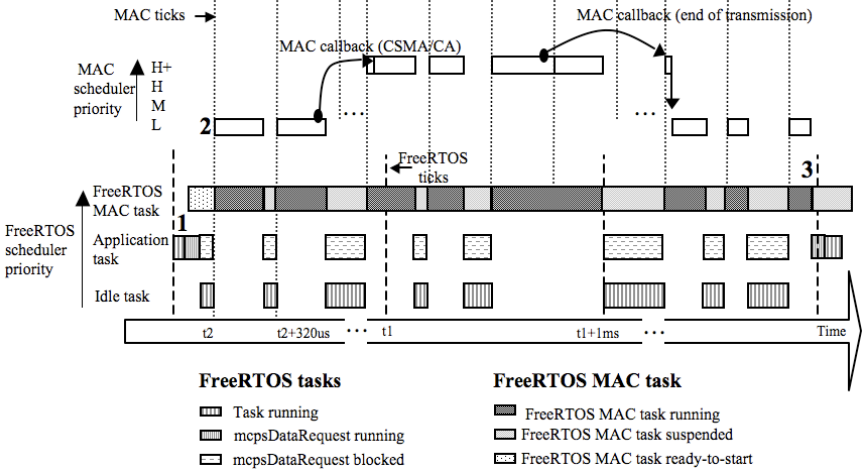 MAC ticks
MAC callback (end of transmission)
MAC callback (CSMA/CA)
MAC
scheduler
priority
H+
H
M
L
2
...
...
FreeRTOS
ticks
3
FreeRTOS
MAC task
1
FreeRTOS
scheduler
priority
Application
task
Idle task
t2
t2+320us
...
t1
t1+1ms
...
Time
FreeRTOS tasks
Task running
mcpsDataRequest running
mcpsDataRequest blocked
FreeRTOS MAC task
FreeRTOS MAC task running
FreeRTOS MAC task suspended
FreeRTOS MAC task ready-to-start